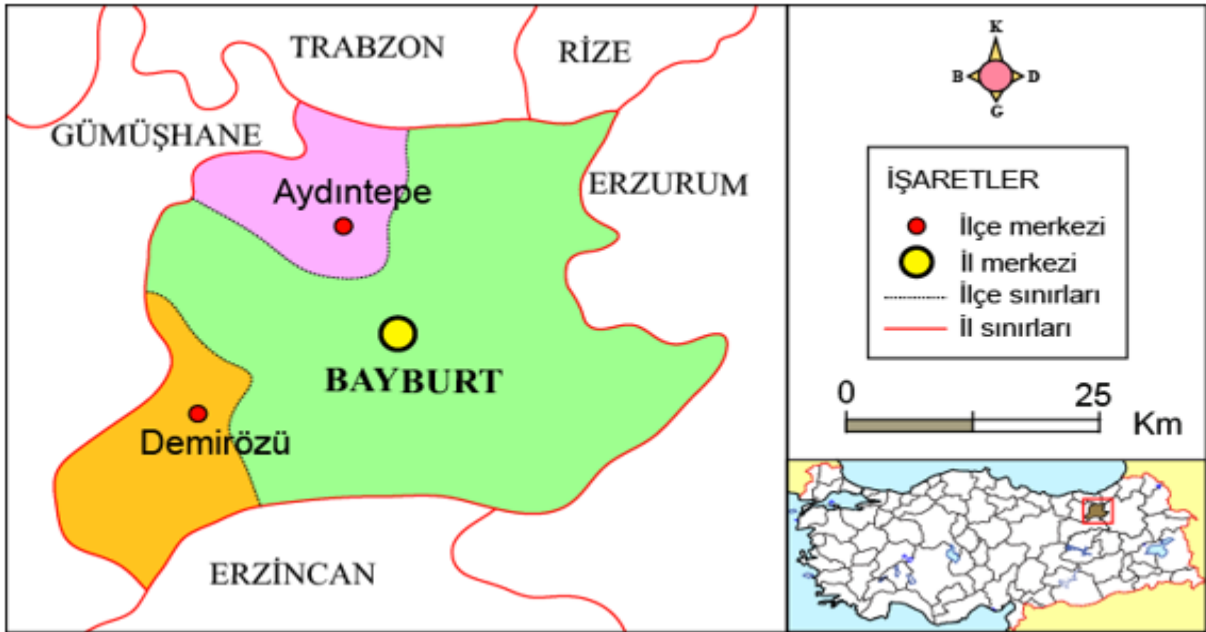 TRABZON
RİZE
GÜMÜŞHANE
ERZURUM
Aydıntepe
BAYBURT
Demirözü
ERZİNCAN
K
B
D
G
İŞARETLER
İlçe merkezi
İl merkezi
İlçe sınırları
İl sınırları
0
25
Km